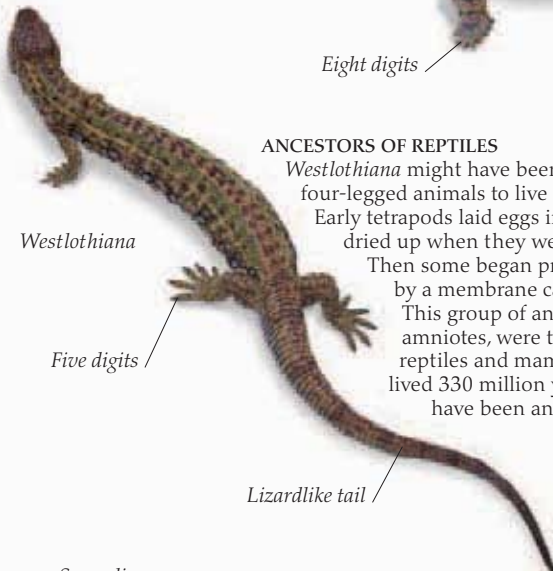 Eight digits
ANCESTORS OF REPTILES
Westlothiana might have been
four-legged animals to live
Early tetrapods laid eggs i
dried up when they we
Then some began pr
by a membrane ca
Westlothiana
This group of an
amniotes, were t
Five digits
reptiles and mam
lived 330 million
have been an
Lizardlike tail